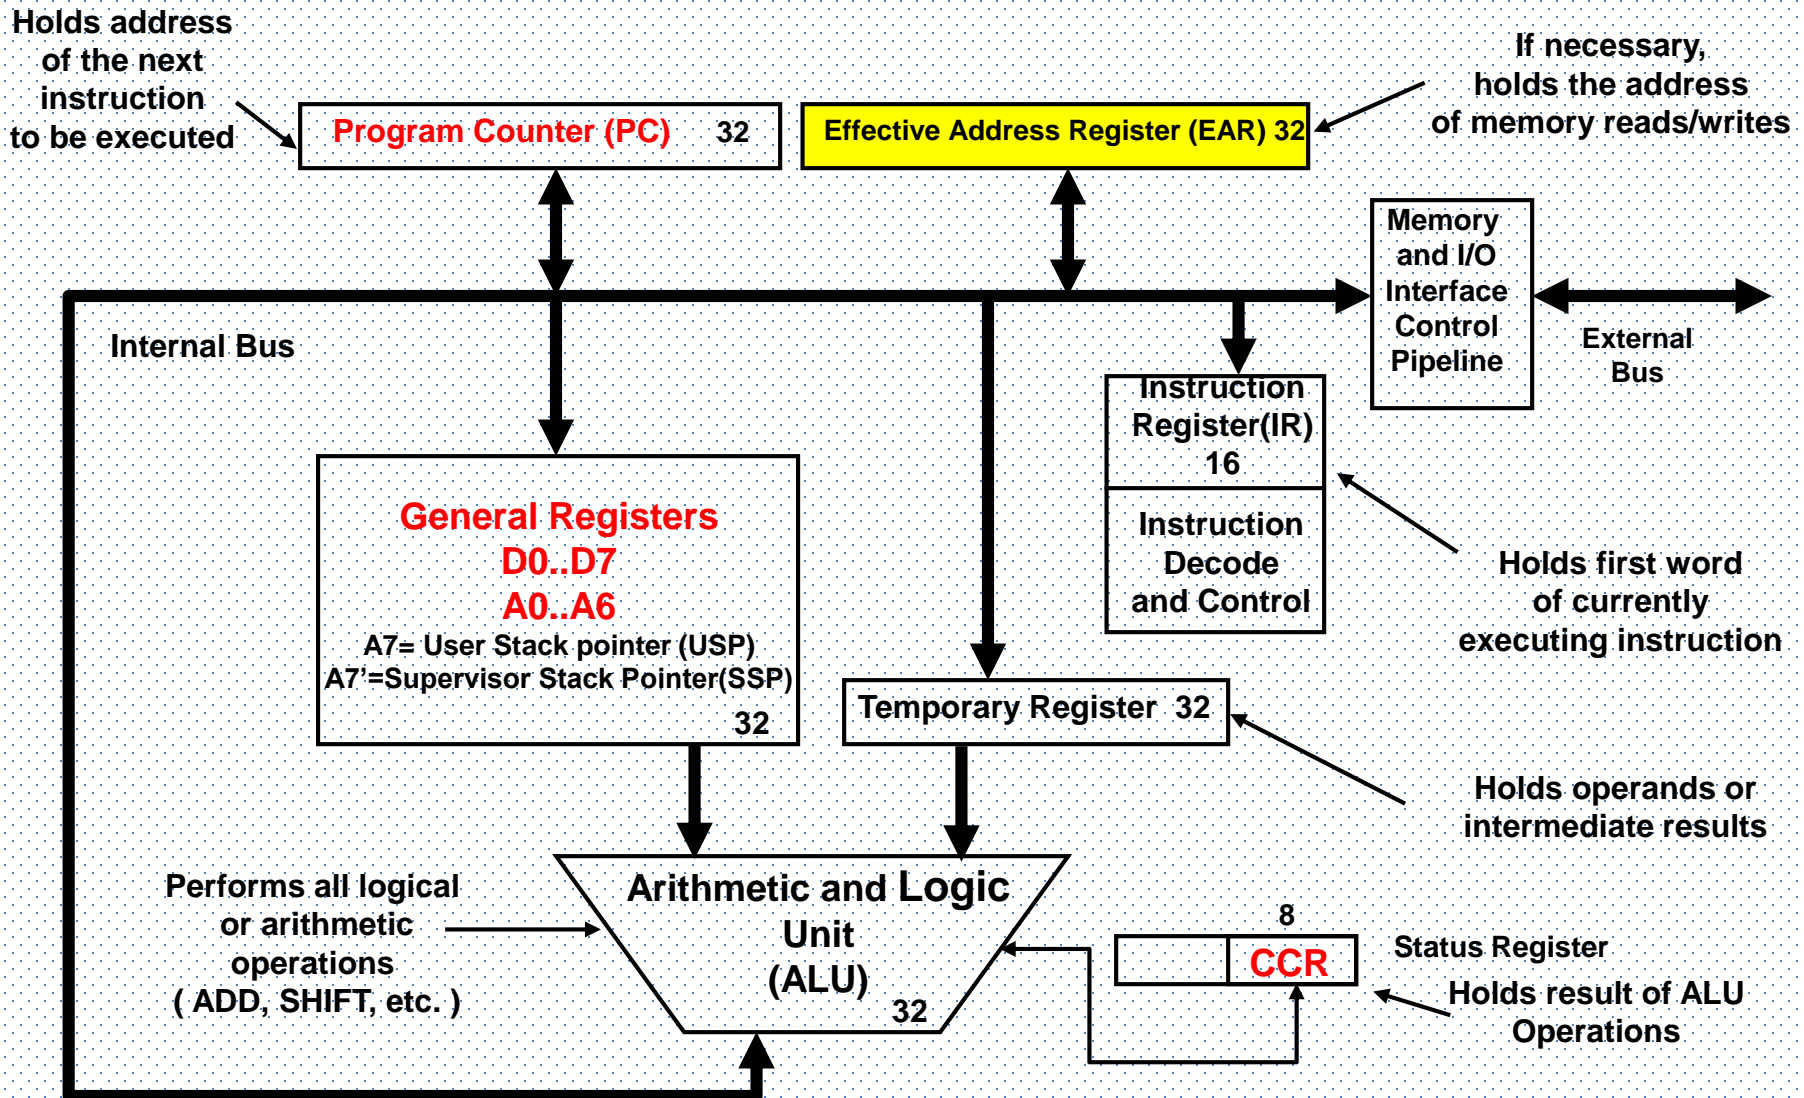 Holds address
of the next
instruction
to be executed
Program Counter (PC) 32
Effective Address Register (EAR) 32
If necessary,
holds the address
of memory reads/writes
Memory
and I/O
Interface
Control
Pipeline
External
Bus
Internal Bus
Instruction
Register(IR)
16
Instruction
Decode
and Control
Holds first word
of currently
executing instruction
General Registers
D0..D7
A0..A6
A7= User Stack pointer (USP)
A7’=Supervisor Stack Pointer(SSP)
32
Temporary Register 32
Holds operands or
intermediate results
Performs all logical
or arithmetic
operations
( ADD, SHIFT, etc. )
Arithmetic and Logic
Unit
(ALU)
32
8
CCR
Status Register
Holds result of ALU
Operations